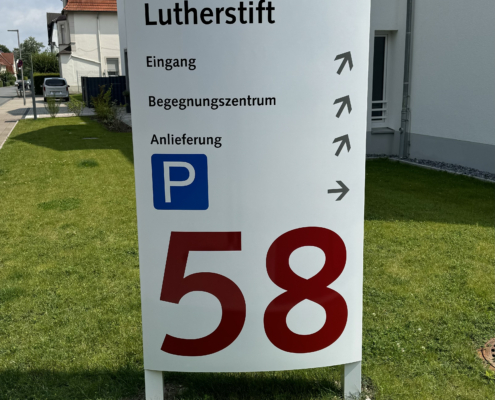 Lutherstift
Eingang
Begegnungszentrum
Anlieferung
P
58